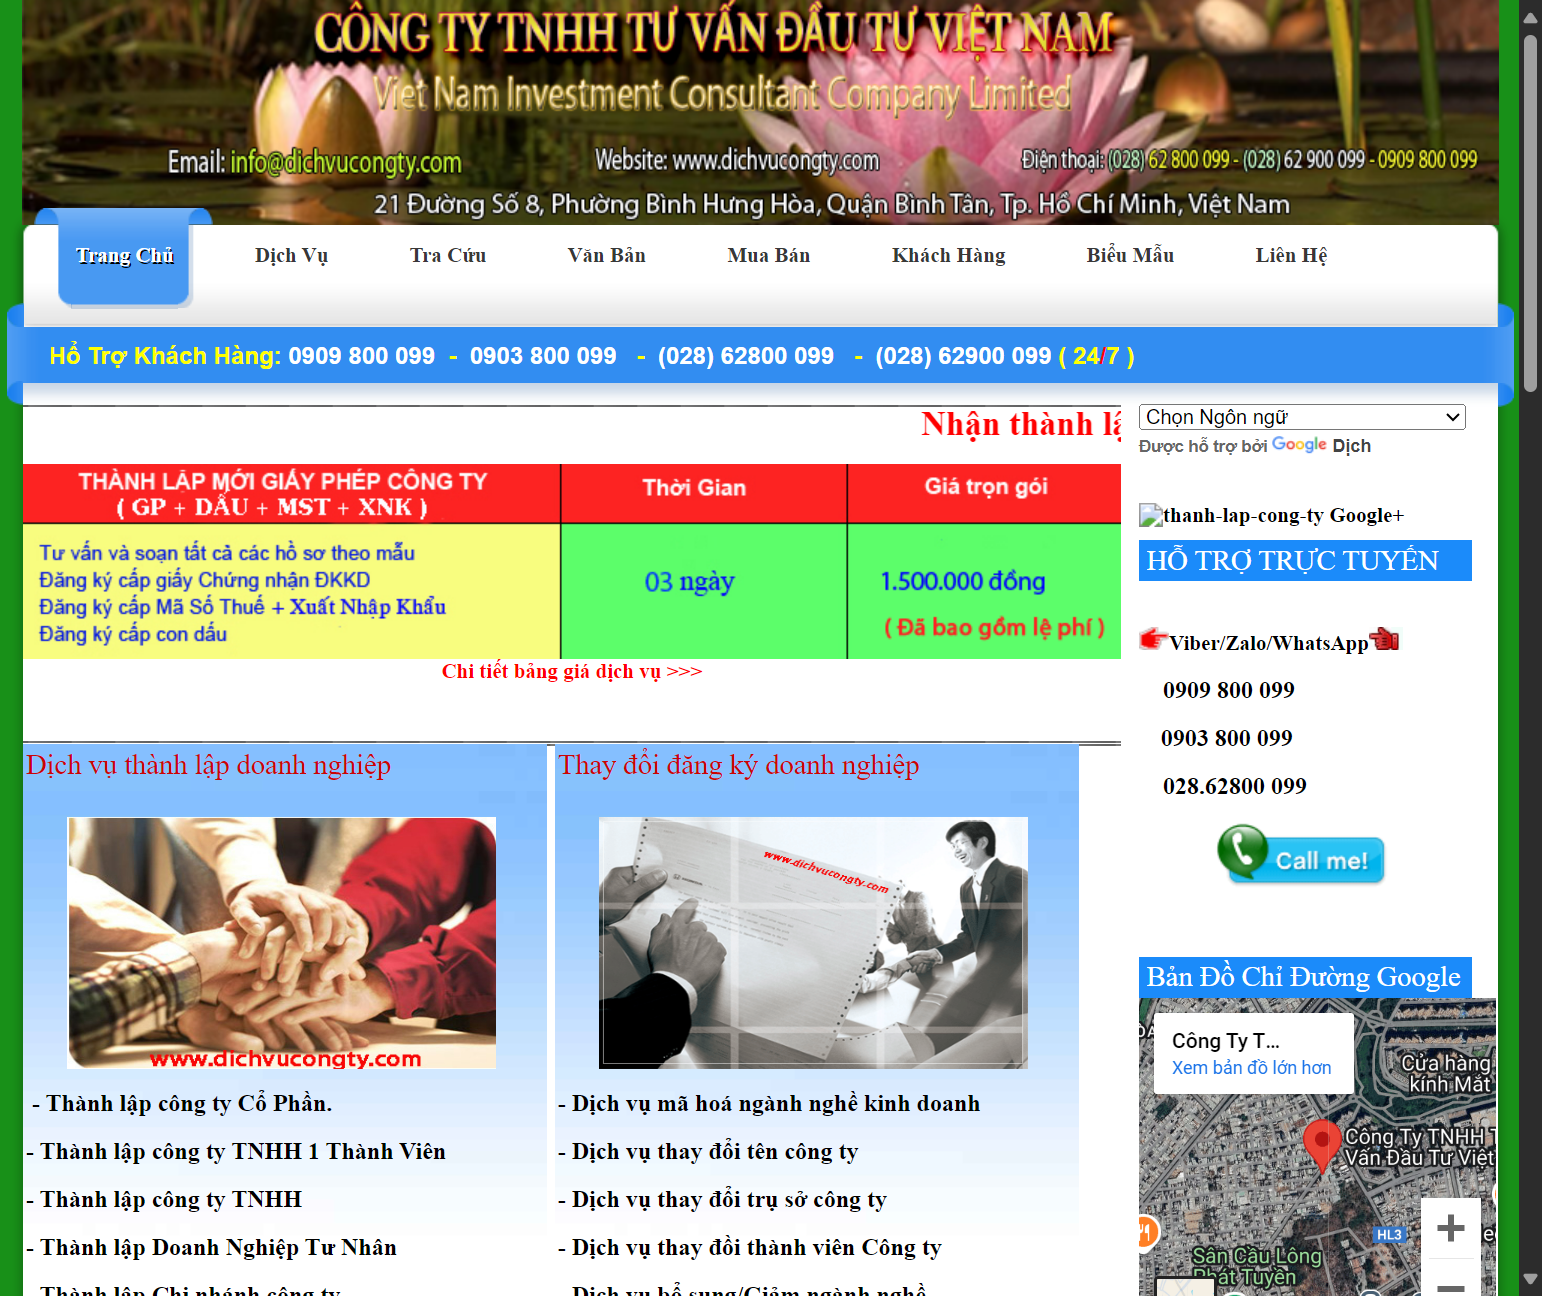 CÔNG TY TNHH TƯ VẤN ĐẦU TƯ VIỆT NAM
Viet Nam Investment Consultant Company Limited
Email: info@dichvucongty.com
Website: www.dichvucongty.com
Điện thoại: (028) 62 800 099 - (028) 62 900 099 - 0909 800 099
21 Đường Số 8, Phường Bình Hưng Hòa, Quận Bình Tân, Tp. Hồ Chí Minh, Việt Nam
Trang Chủ
Dịch Vụ
Tra Cứu
Văn Bản
Mua Bán
Khách Hàng
Biểu Mẫu
Liên Hệ
Hổ Trợ Khách Hàng: 0909 800 099 - 0903 800 099 - (028) 62800 099 - (028) 62900 099 ( 24/7 )
Nhận thành lậ
THÀNH LẬP MỚI GIẤY PHÉP CÔNG TY
( GP + DẤU + MST + XNK )
Thời Gian
Giá trọn gói
Tư vấn và soạn tất cả các hồ sơ theo mẫu
Đăng ký cấp giấy Chứng nhận ĐKKD
Đăng ký cấp Mã Số Thuế + Xuất Nhập Khẩu
Đăng ký cấp con dấu
03 ngày
1.500.000 đồng
( Đã bao gồm lệ phí )
Chi tiết bảng giá dịch vụ >>>
Dịch vụ thành lập doanh nghiệp
www.dichvucongty.com
- Thành lập công ty Cổ Phần.
- Thành lập công ty TNHH 1 Thành Viên
- Thành lập công ty TNHH
- Thành lập Doanh Nghiệp Tư Nhân
- Thành lập Chi nhánh công ty
Thay đổi đăng ký doanh nghiệp
www.dichvucongty.com
- Dịch vụ mã hoá ngành nghề kinh doanh
- Dịch vụ thay đổi tên công ty
- Dịch vụ thay đổi trụ sở công ty
- Dịch vụ thay đồi thành viên Công ty
- Dịch vụ bổ sung/Giảm ngành nghề
Chọn Ngôn ngữ
Được hỗ trợ bởi Google Dịch
thanh-lap-cong-ty Google+
HỖ TRỢ TRỰC TUYẾN
Viber/Zalo/WhatsApp
0909 800 099
0903 800 099
028.62800 099
Call me!
Bản Đồ Chỉ Đường Google
Công Ty T...
Xem bản đồ lớn hơn
Cửa hàng
kính Mắt
Công Ty TNHH T
Vấn Đầu Tư Việt
HL3
Sân Cầu Lông
Phát Tuyền